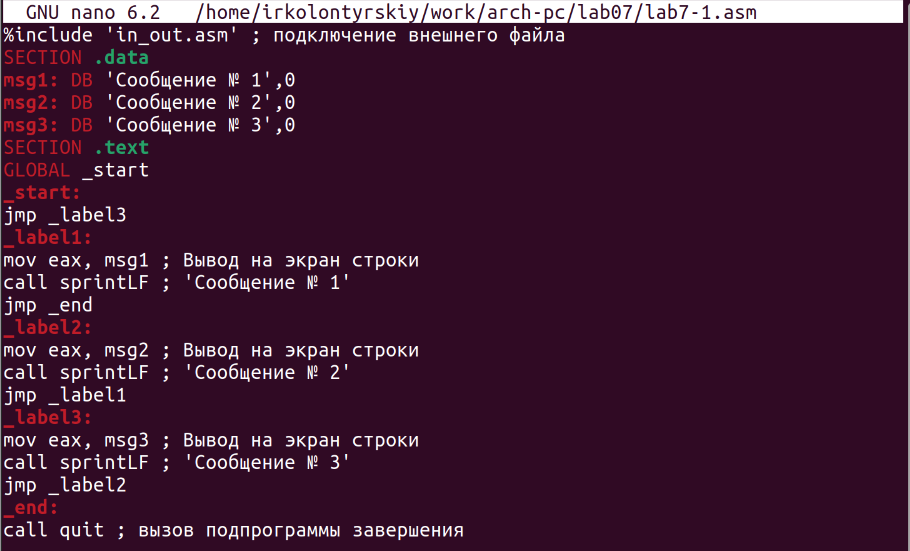 GNU nano 6.2 /home/irkolontyrskiy/work/arch-pc/lab07/lab7-1.asm
%include 'in_out.asm' ; подключение внешнего файла
SECTION .data
msg1: DB 'Сообщение № 1',0
msg2: DB 'Сообщение № 2',0
msg3: DB 'Сообщение № 3',0
SECTION .text
GLOBAL _start
_start:
jmp _label3
_label1:
mov eax, msg1 ; Вывод на экран строки
call sprintLF ; 'Сообщение № 1'
jmp _end
_label2:
mov eax, msg2 ; Вывод на экран строки
call sprintLF ; 'Сообщение № 2'
jmp _label1
_label3:
mov eax, msg3 ; Вывод на экран строки
call sprintLF ; 'Сообщение № 3'
jmp _label2
_end:
call quit ; вызов подпрограммы завершения